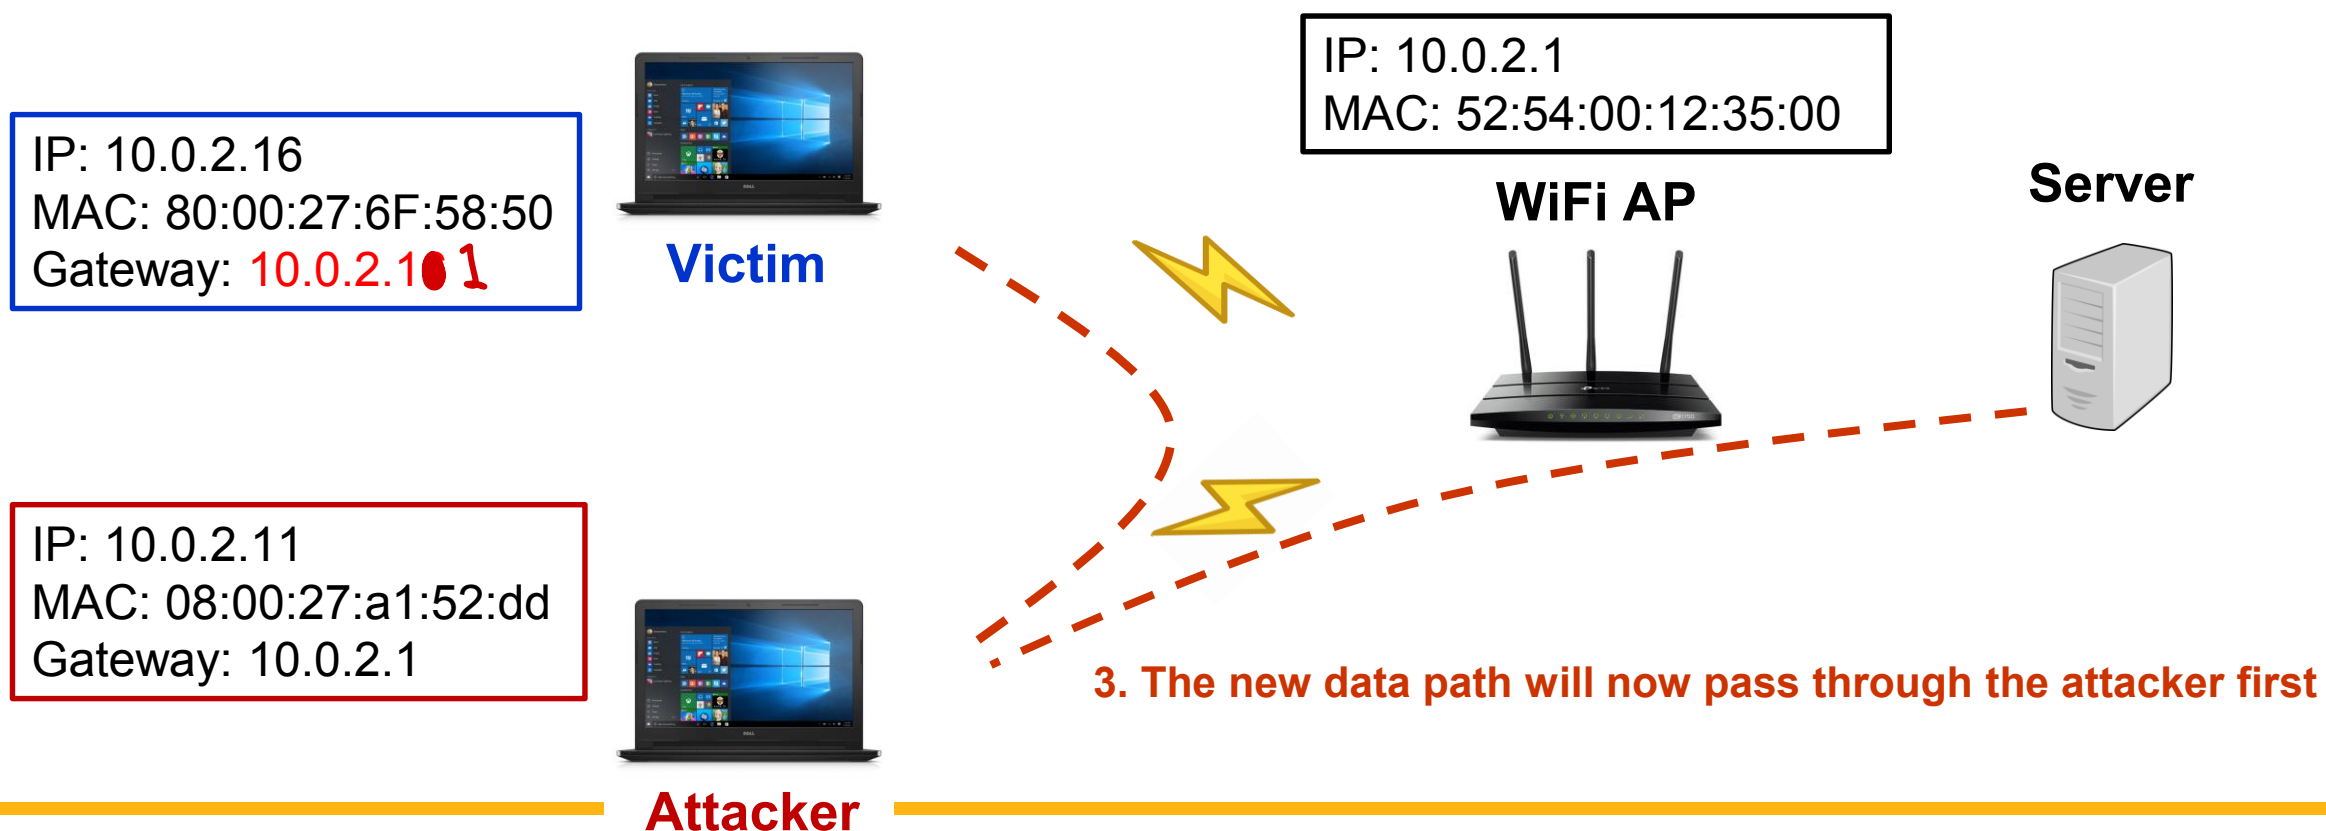 IP: 10.0.2.1
MAC: 52:54:00:12:35:00
IP: 10.0.2.16
MAC: 80:00:27:6F:58:50
Gateway: 10.0.2.1 1
Victim
WiFi AP
Server
IP: 10.0.2.11
MAC: 08:00:27:a1:52:dd
Gateway: 10.0.2.1
3. The new data path will now pass through the attacker first
Attacker